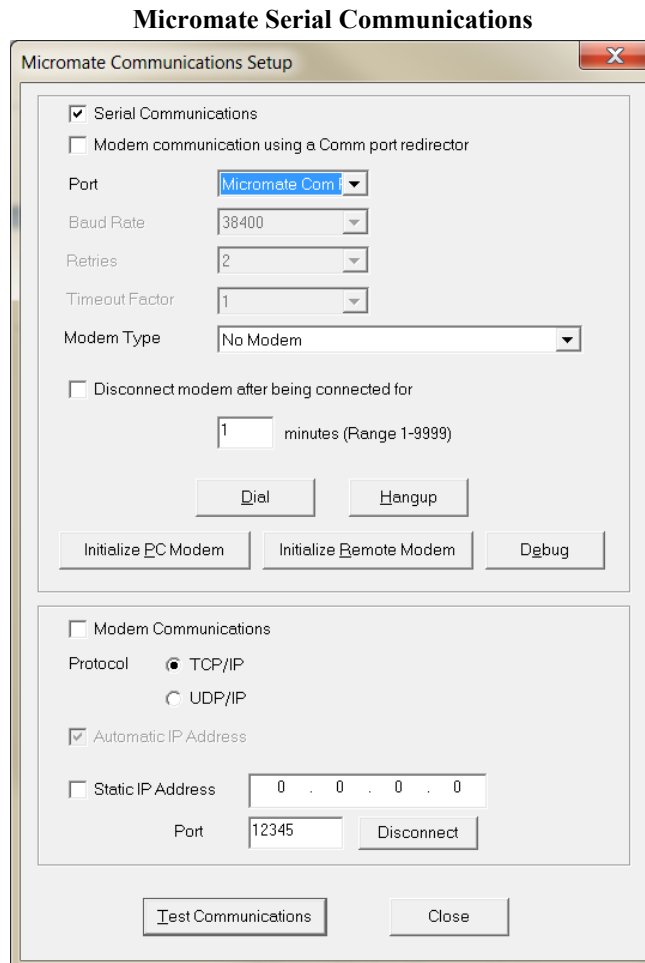 Micromate Serial Communications
Micromate Communications Setup
Serial Communications
Modem communication using a Comm port redirector
Port Micromate Com
Baud Rate 38400
Retries 2
Timeout Factor 1
Modem Type No Modem
Disconnect modem after being connected for
1 minutes (Range 1-9999)
Dial Hangup
Initialize PC Modem Initialize Remote Modem Debug
Modem Communications
Protocol TCP/IP
UDP/IP
Automatic IP Address
Static IP Address 0 . 0 . 0 . 0
Port 12345 Disconnect
Test Communications Close